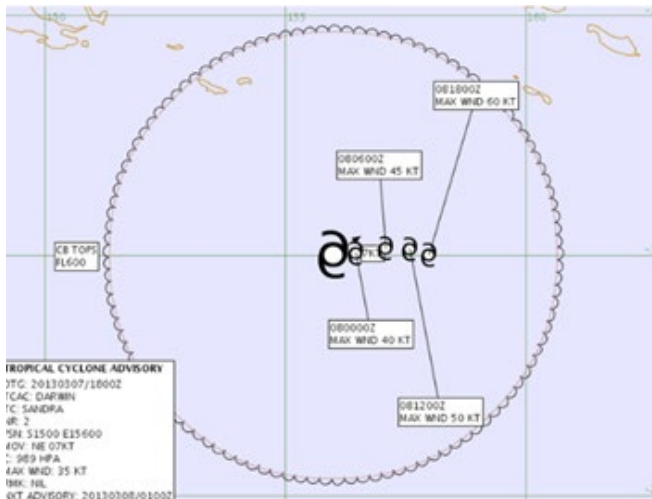 150
155
160
081800Z
MAX WND 60 KT
080600Z
MAX WND 45 KT
CB TOPS
FL600
7KT
080000Z
MAX WND 40 KT
081200Z
MAX WND 50 KT
TROPICAL CYCLONE ADVISORY
DTG: 20130307/1800Z
TCAC: DARWIN
TC: SANDRA
NR: 2
PSN: S1500 E15600
MOV: NE 07KT
C: 989 HPA
MAX WND: 35 KT
RMK: NIL
NXT ADVISORY: 20130308/0100Z